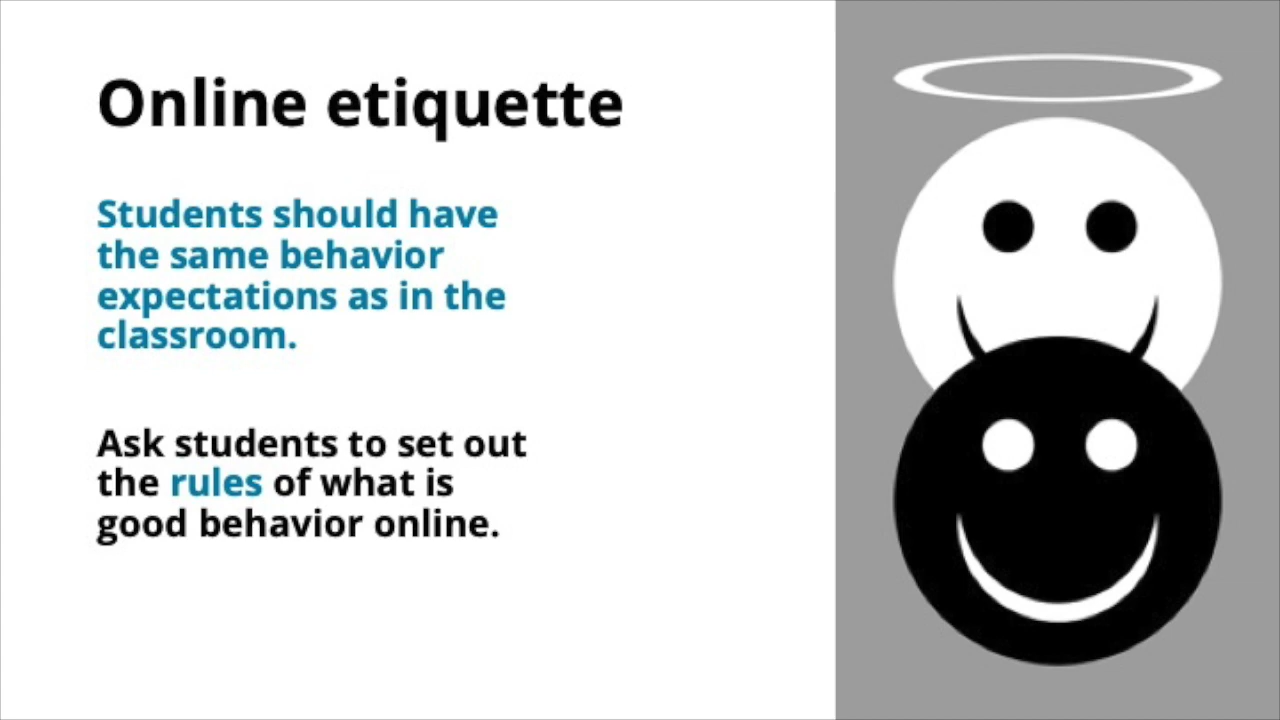 Online etiquette
Students should have
the same behavior
expectations as in the
classroom.
Ask students to set out
the rules of what is
good behavior online.